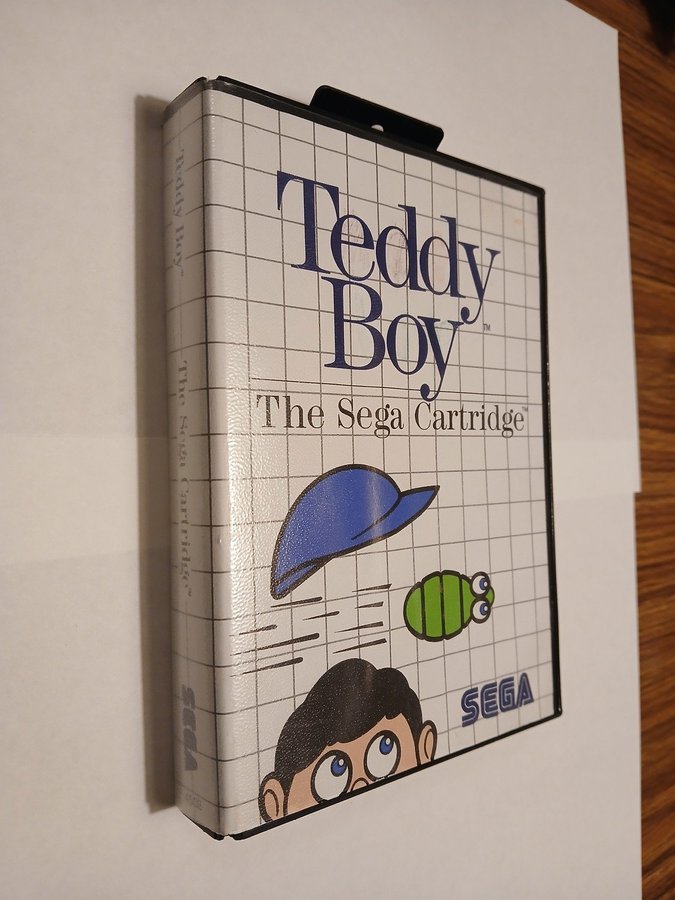 Teddy
Boy™
The Sega Cartridge™
SEGA
Teddy Boy™ The Sega Cartridge™ SEGA